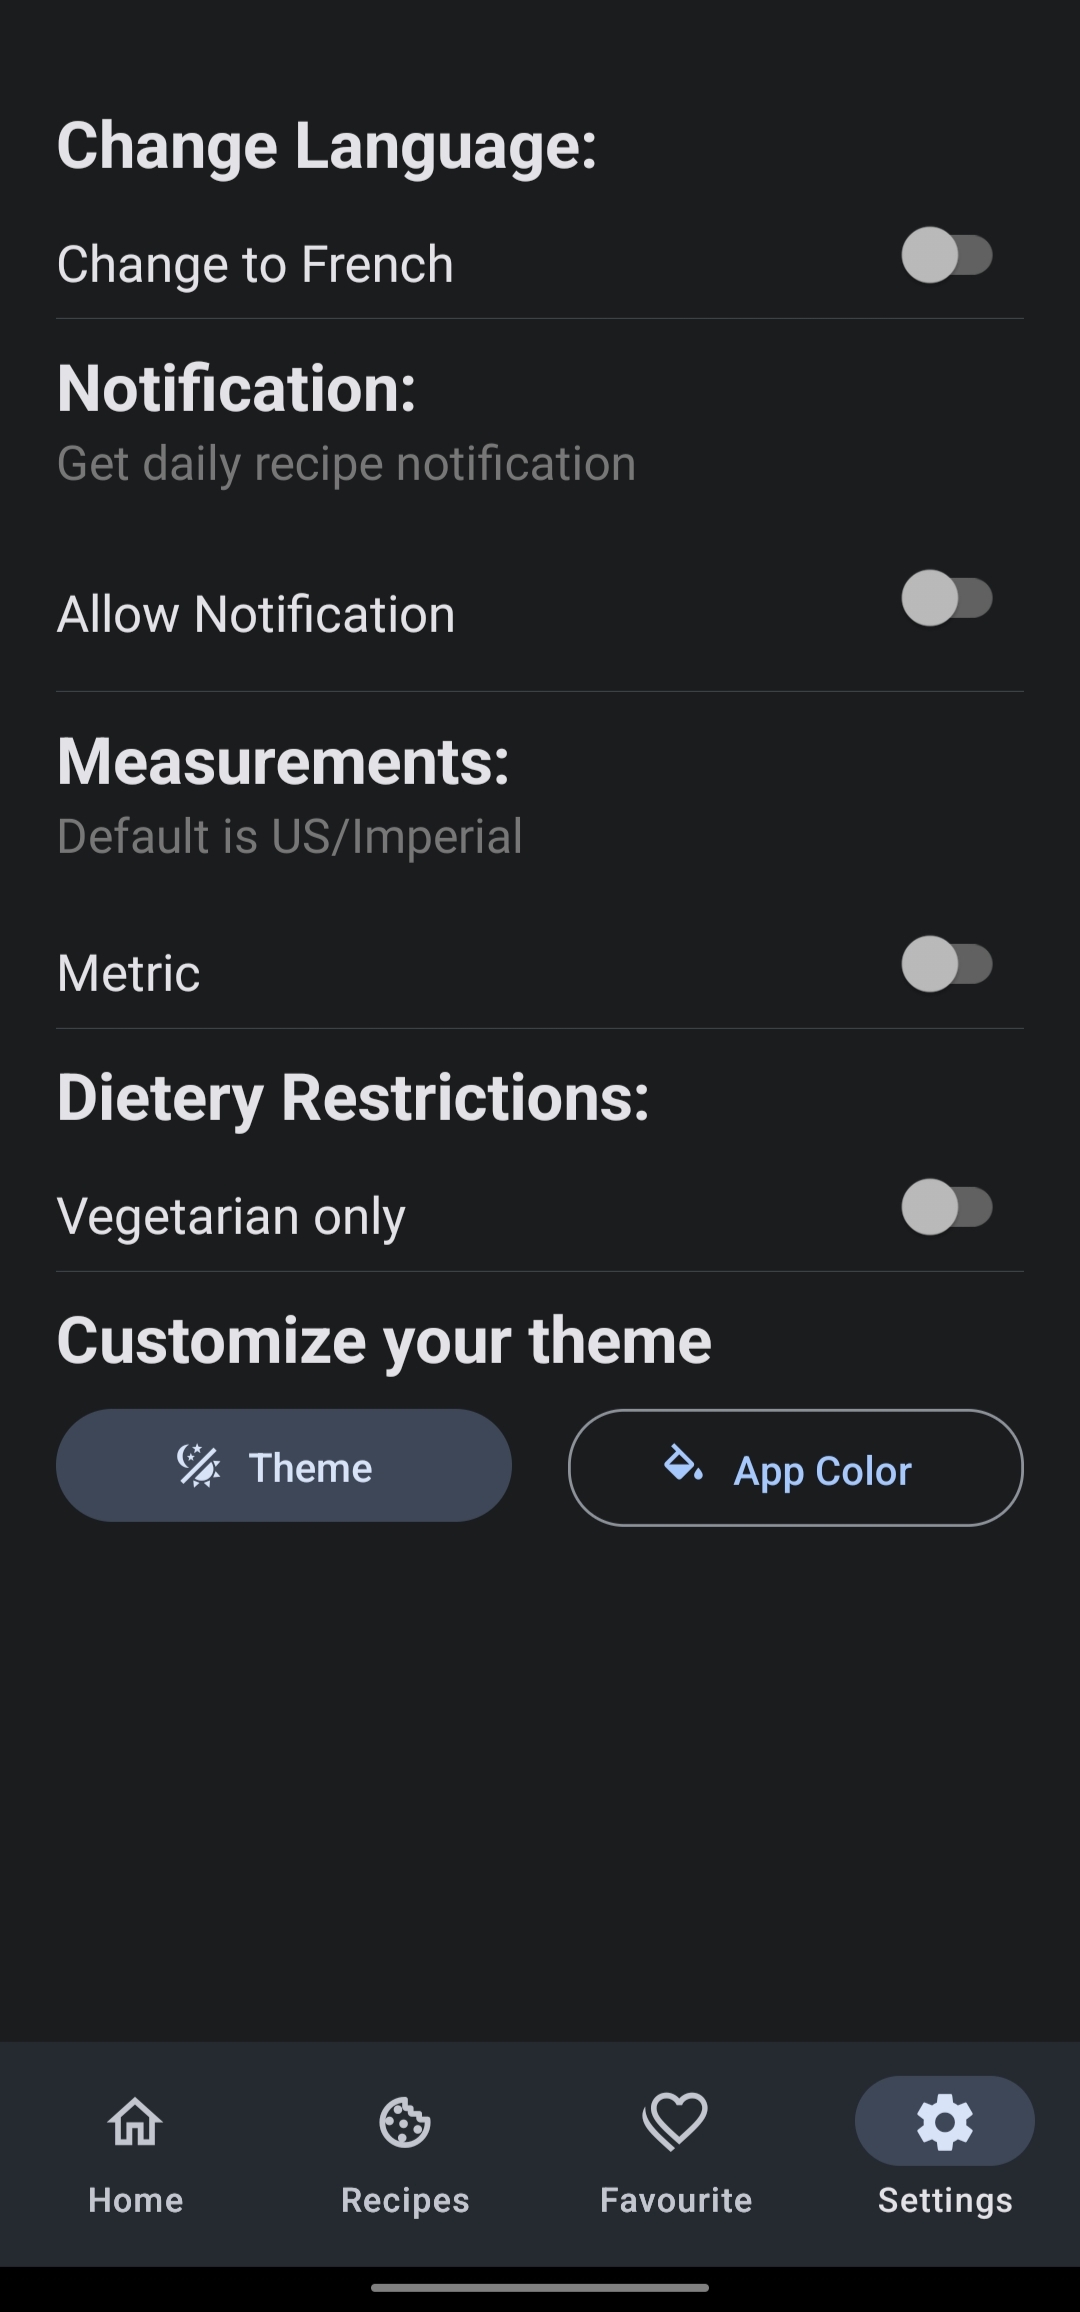 Change Language:
Change to French
Notification:
Get daily recipe notification
Allow Notification
Measurements:
Default is US/Imperial
Metric
Dietery Restrictions:
Vegetarian only
Customize your theme
Theme
App Color
Home
Recipes
Favourite
Settings